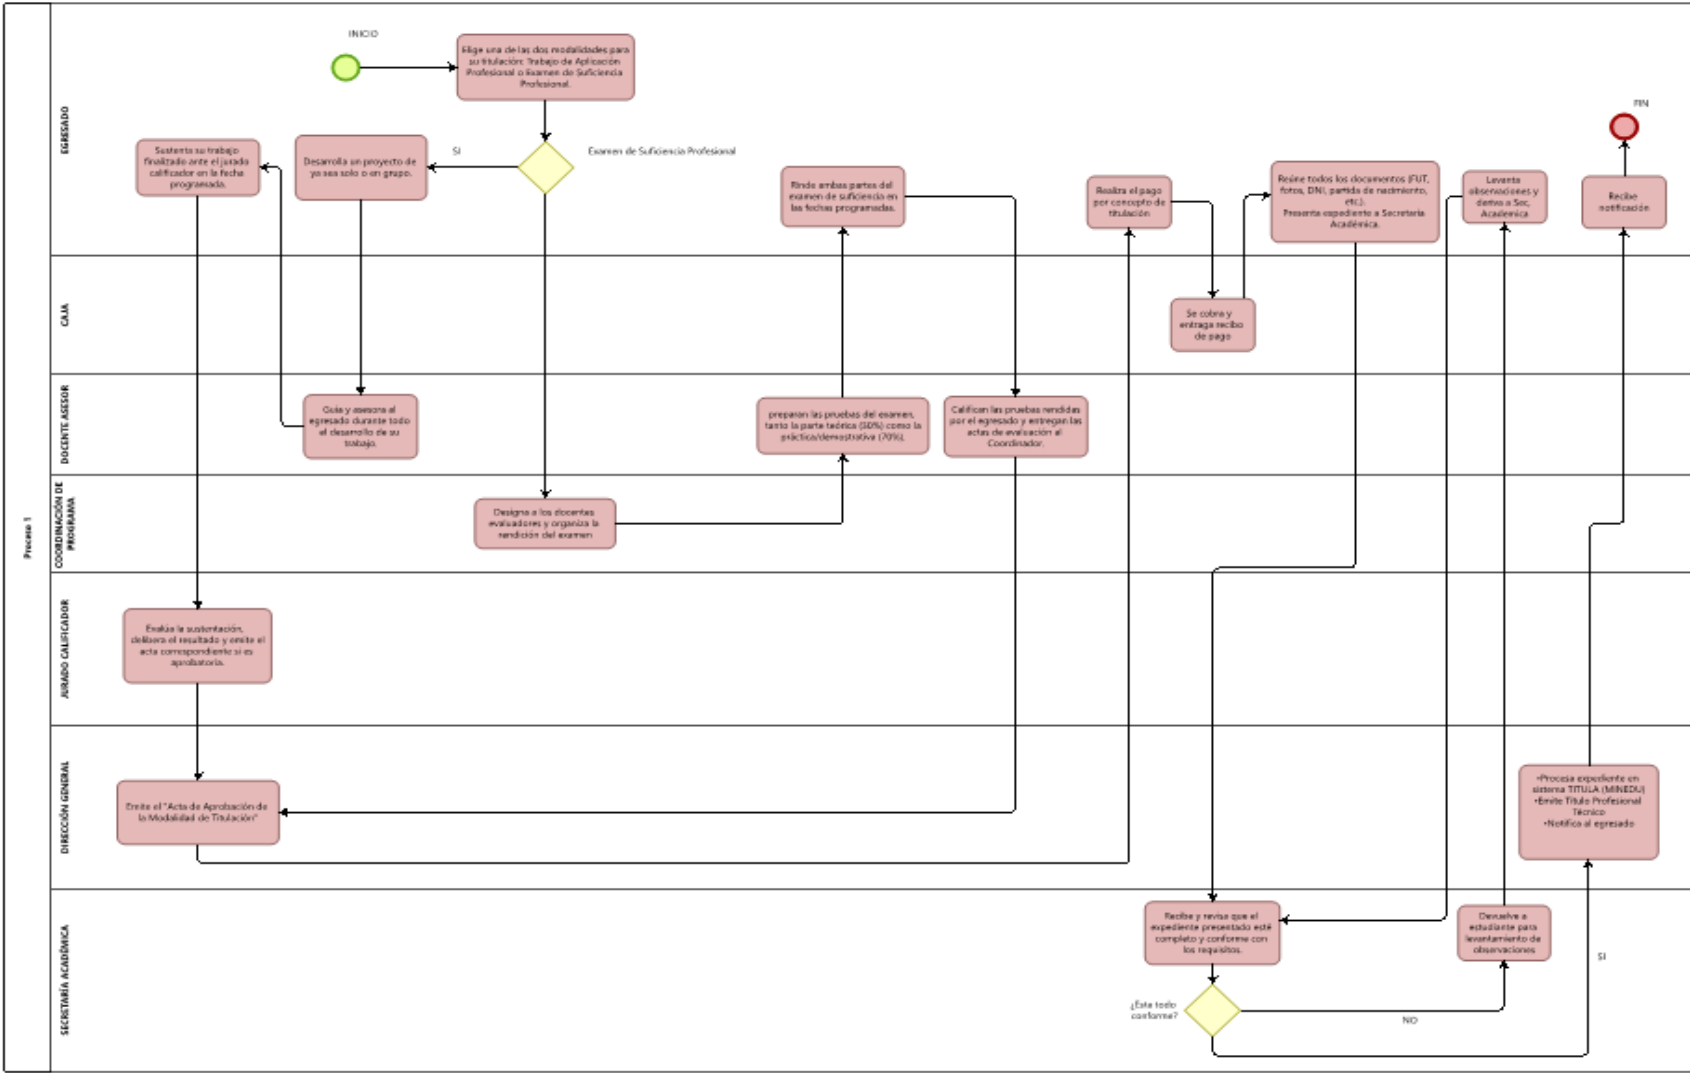 Proceso 1
EGRESADO
INICIO
Elige una de las dos modalidades para
su titulación: Trabajo de Aplicación
Profesional o Examen de Suficiencia
Profesional.
Examen de Suficiencia Profesional
SI
Desarrolla un proyecto de
ya sea solo o en grupo.
Sustenta su trabajo
finalizado ante el jurado
calificador en la fecha
programada.
Rinde ambas partes del
examen de suficiencia en
las fechas programadas.
Realiza el pago
por concepto de
titulación
Reúne todos los documentos (FUT,
fotos, DNI, partida de nacimiento,
etc.).
Presenta expediente a Secretaría
Académica.
Levanta
observaciones y
deriva a Sec,
Academica
Recibe
notificación
FIN
CAJA
Se cobra y
entraga recibo
de pago
DOCENTE ASESOR
Guía y asesora al
egresado durante todo
el desarrollo de su
trabajo.
preparan las pruebas del examen,
tanto la parte teórica (30%) como la
práctica/demostrativa (70%).
Califican las pruebas rendidas
por el egresado y entregan las
actas de evaluación al
Coordinador.
COORDINACIÓN DE
PROGRAMA
Designa a los docentes
evaluadores y organiza la
rendición del examen
JURADO CALIFICADOR
Evalúa la sustentación,
delibera el resultado y emite el
acta correspondiente si es
aprobatoria.
DIRECCIÓN GENERAL
Emite el "Acta de Aprobación de
la Modalidad de Titulación"
•Procesa expediente en
sistema TITULA (MINEDU)
•Emite Título Profesional
Técnico
•Notifica al egresado
SECRETARÍA ACADÉMICA
Recibe y revisa que el
expediente presentado esté
completo y conforme con
los requisitos.
Devuelve a
estudiante para
levantamiento de
observaciones
¿Esta todo
conforme?
NO
SI